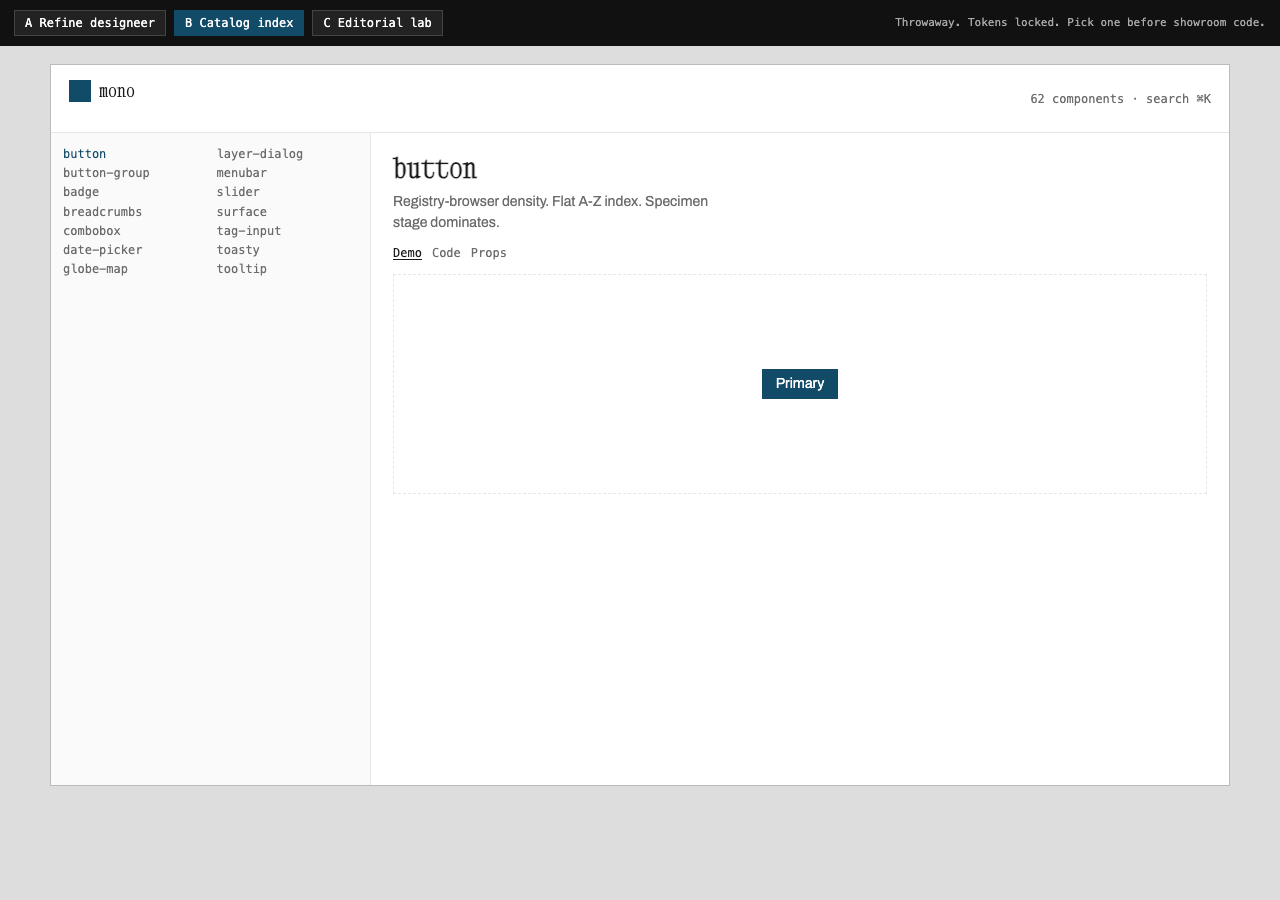 A Refine designeer
B Catalog index
C Editorial lab
Throwaway. Tokens locked. Pick one before showroom code.
mono
62 components · search ⌘K
button
button-group
badge
breadcrumbs
combobox
date-picker
globe-map
layer-dialog
menubar
slider
surface
tag-input
toasty
tooltip
button
Registry-browser density. Flat A-Z index. Specimen
stage dominates.
Demo Code Props
Primary